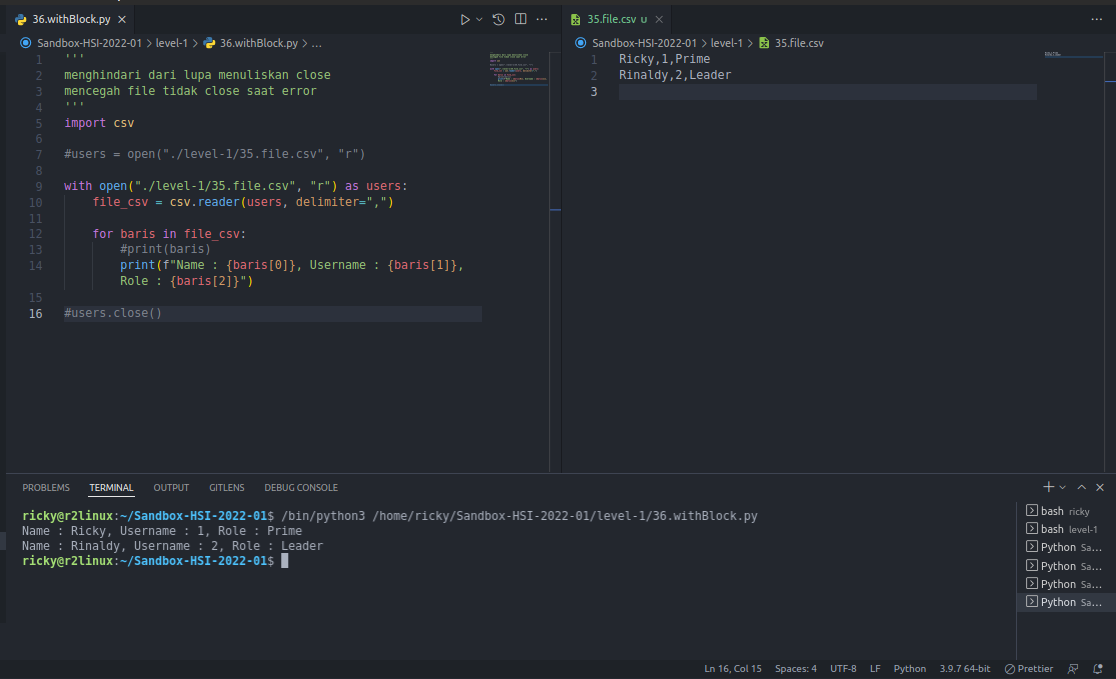 36.withBlock.py
35.file.csv U
Sandbox-HSI-2022-01 > level-1 > 36.withBlock.py > ...
1 '''
2 menghindari dari lupa menuliskan close
3 mencegah file tidak close saat error
4 '''
5 import csv
6
7 #users = open("./level-1/35.file.csv", "r")
8
9 with open("./level-1/35.file.csv", "r") as users:
10 file_csv = csv.reader(users, delimiter=",")
11
12 for baris in file_csv:
13 #print(baris)
14 print(f"Name : {baris[0]}, Username : {baris[1]},
Role : {baris[2]}")
15
16 #users.close()
Sandbox-HSI-2022-01 > level-1 > 35.file.csv
1 Ricky,1,Prime
2 Rinaldy,2,Leader
3
PROBLEMS TERMINAL OUTPUT GITLENS DEBUG CONSOLE
ricky@r2linux:~/Sandbox-HSI-2022-01$ /bin/python3 /home/ricky/Sandbox-HSI-2022-01/level-1/36.withBlock.py
Name : Ricky, Username : 1, Role : Prime
Name : Rinaldy, Username : 2, Role : Leader
ricky@r2linux:~/Sandbox-HSI-2022-01$
bash ricky
bash level-1
Python Sa...
Python Sa...
Python Sa...
Python Sa...
Ln 16, Col 15 Spaces: 4 UTF-8 LF Python 3.9.7 64-bit Prettier